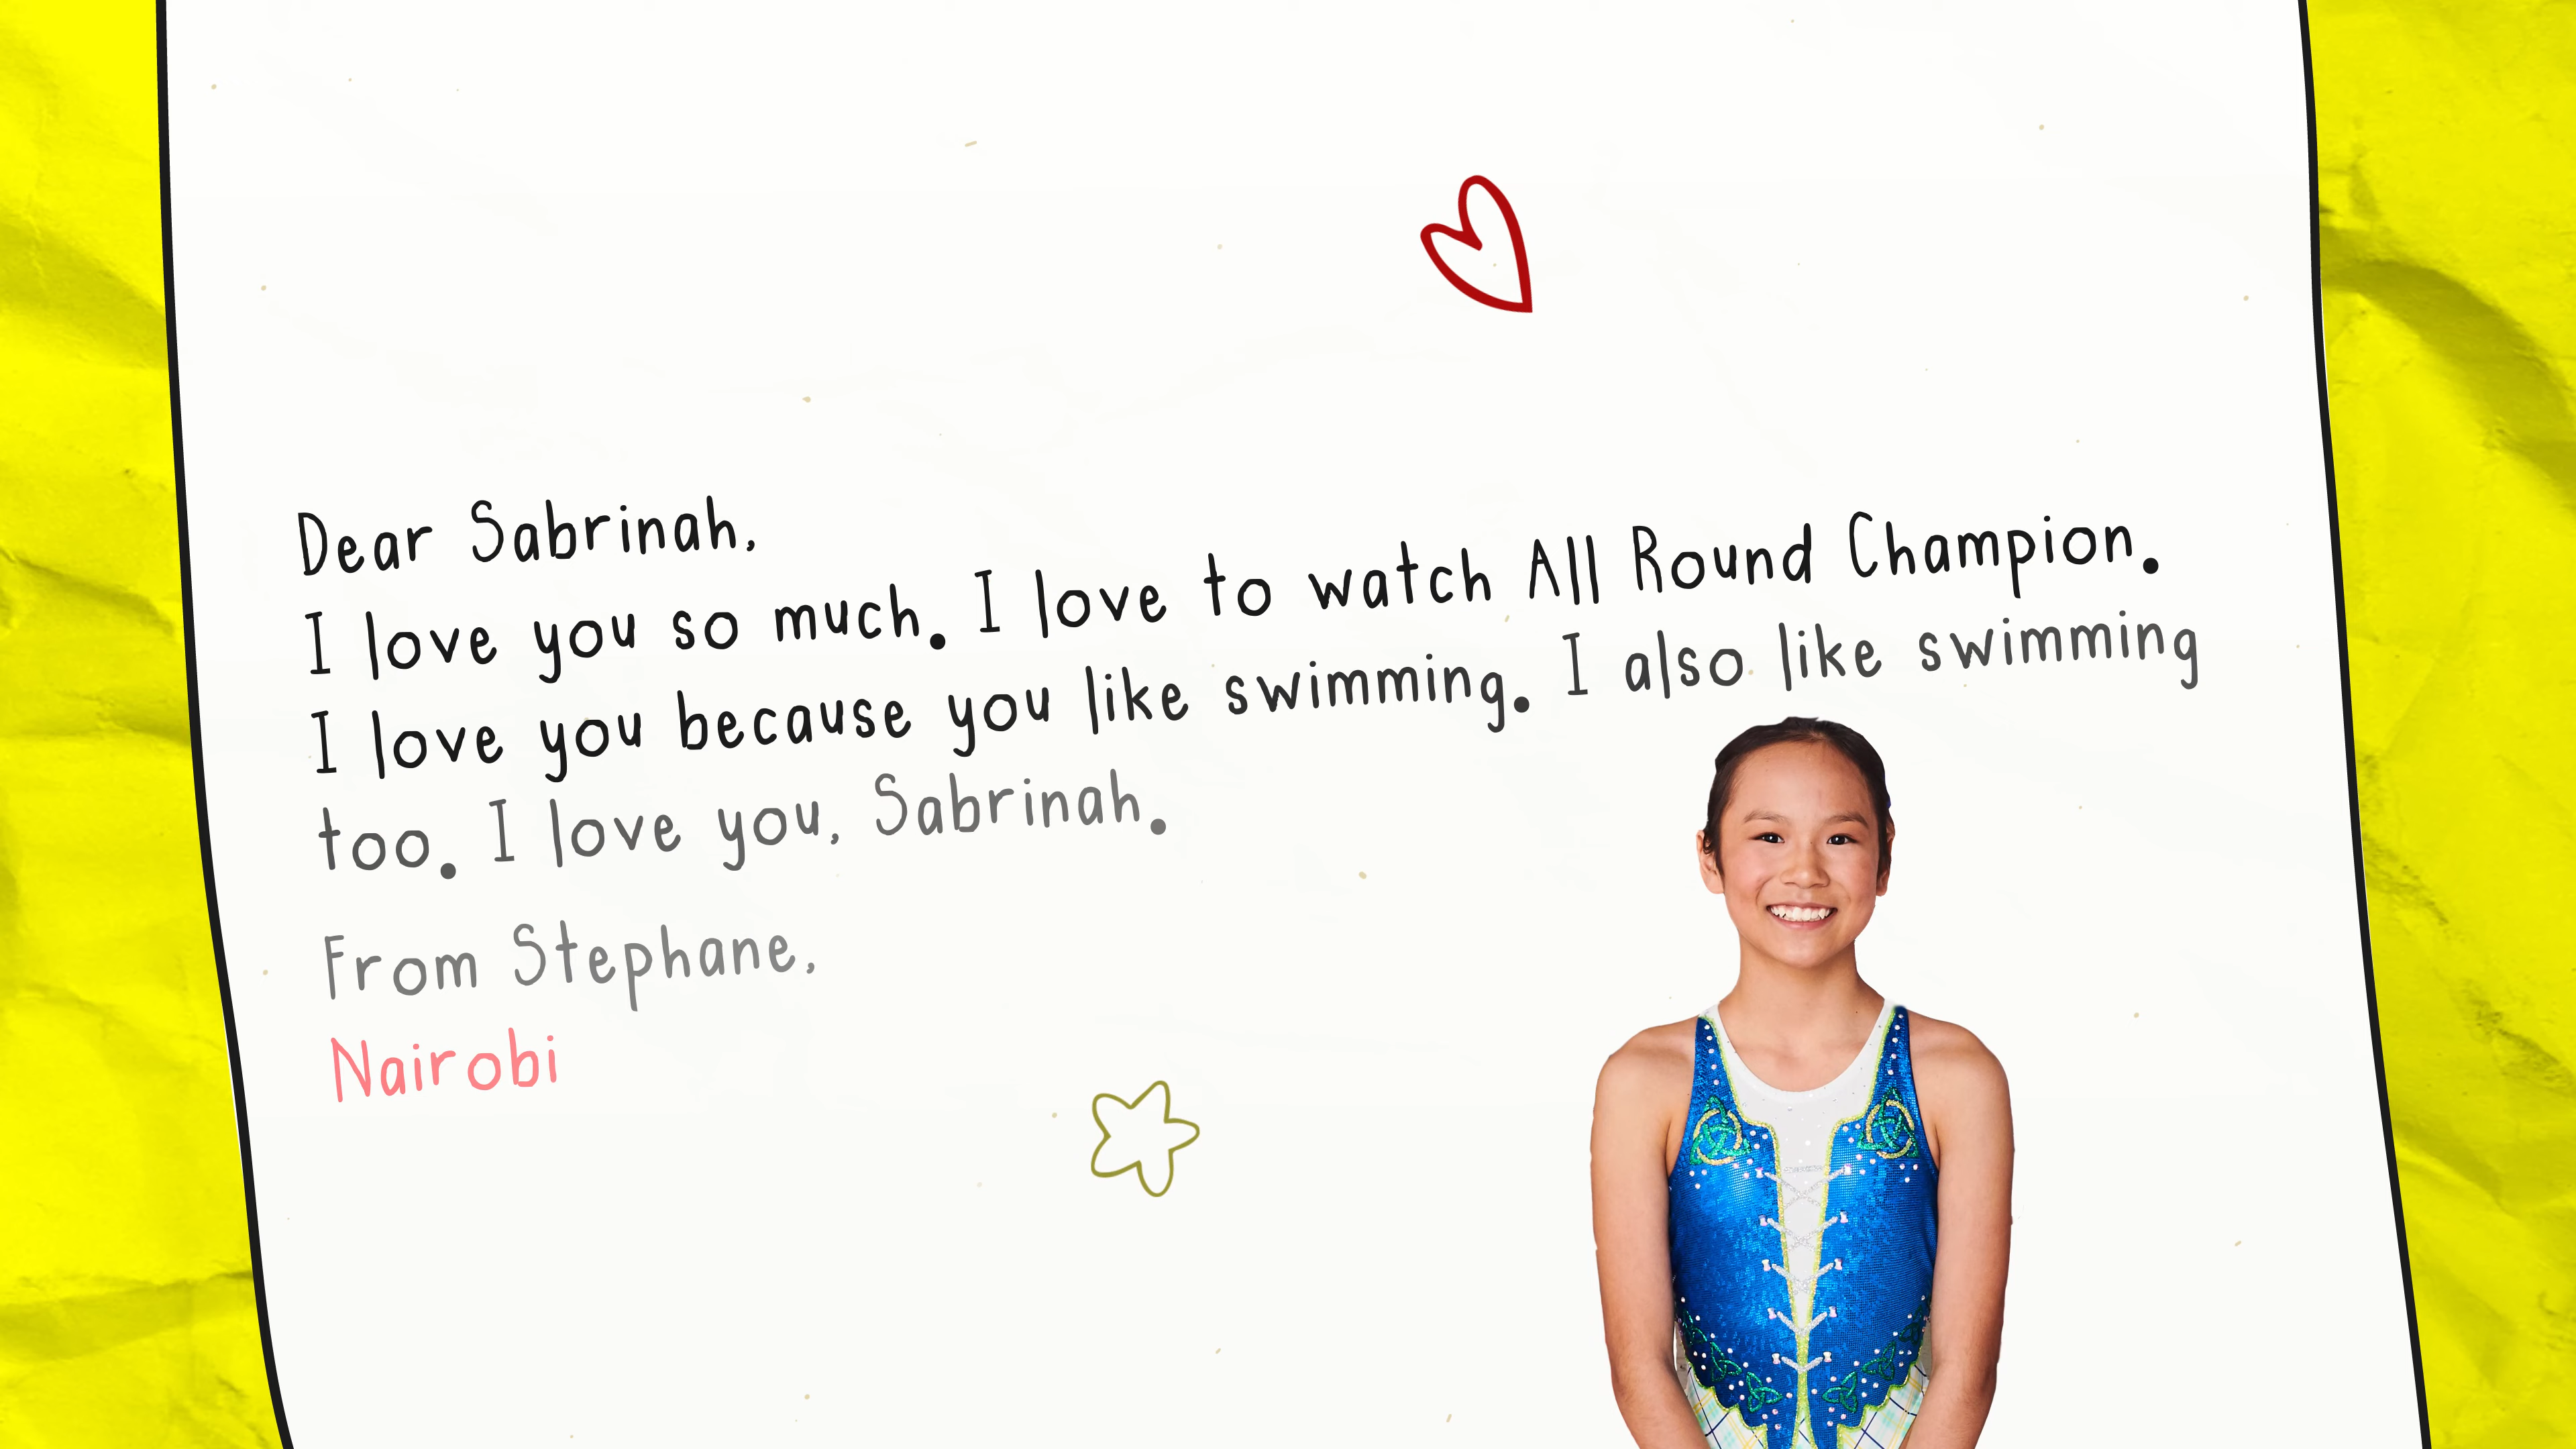 Dear Sabrinah,
I love you so much. I love to watch All Round Champion.
I love you because you like swimming. I also like swimming
too. I love you, Sabrinah.
From Stephane,
Nairobi